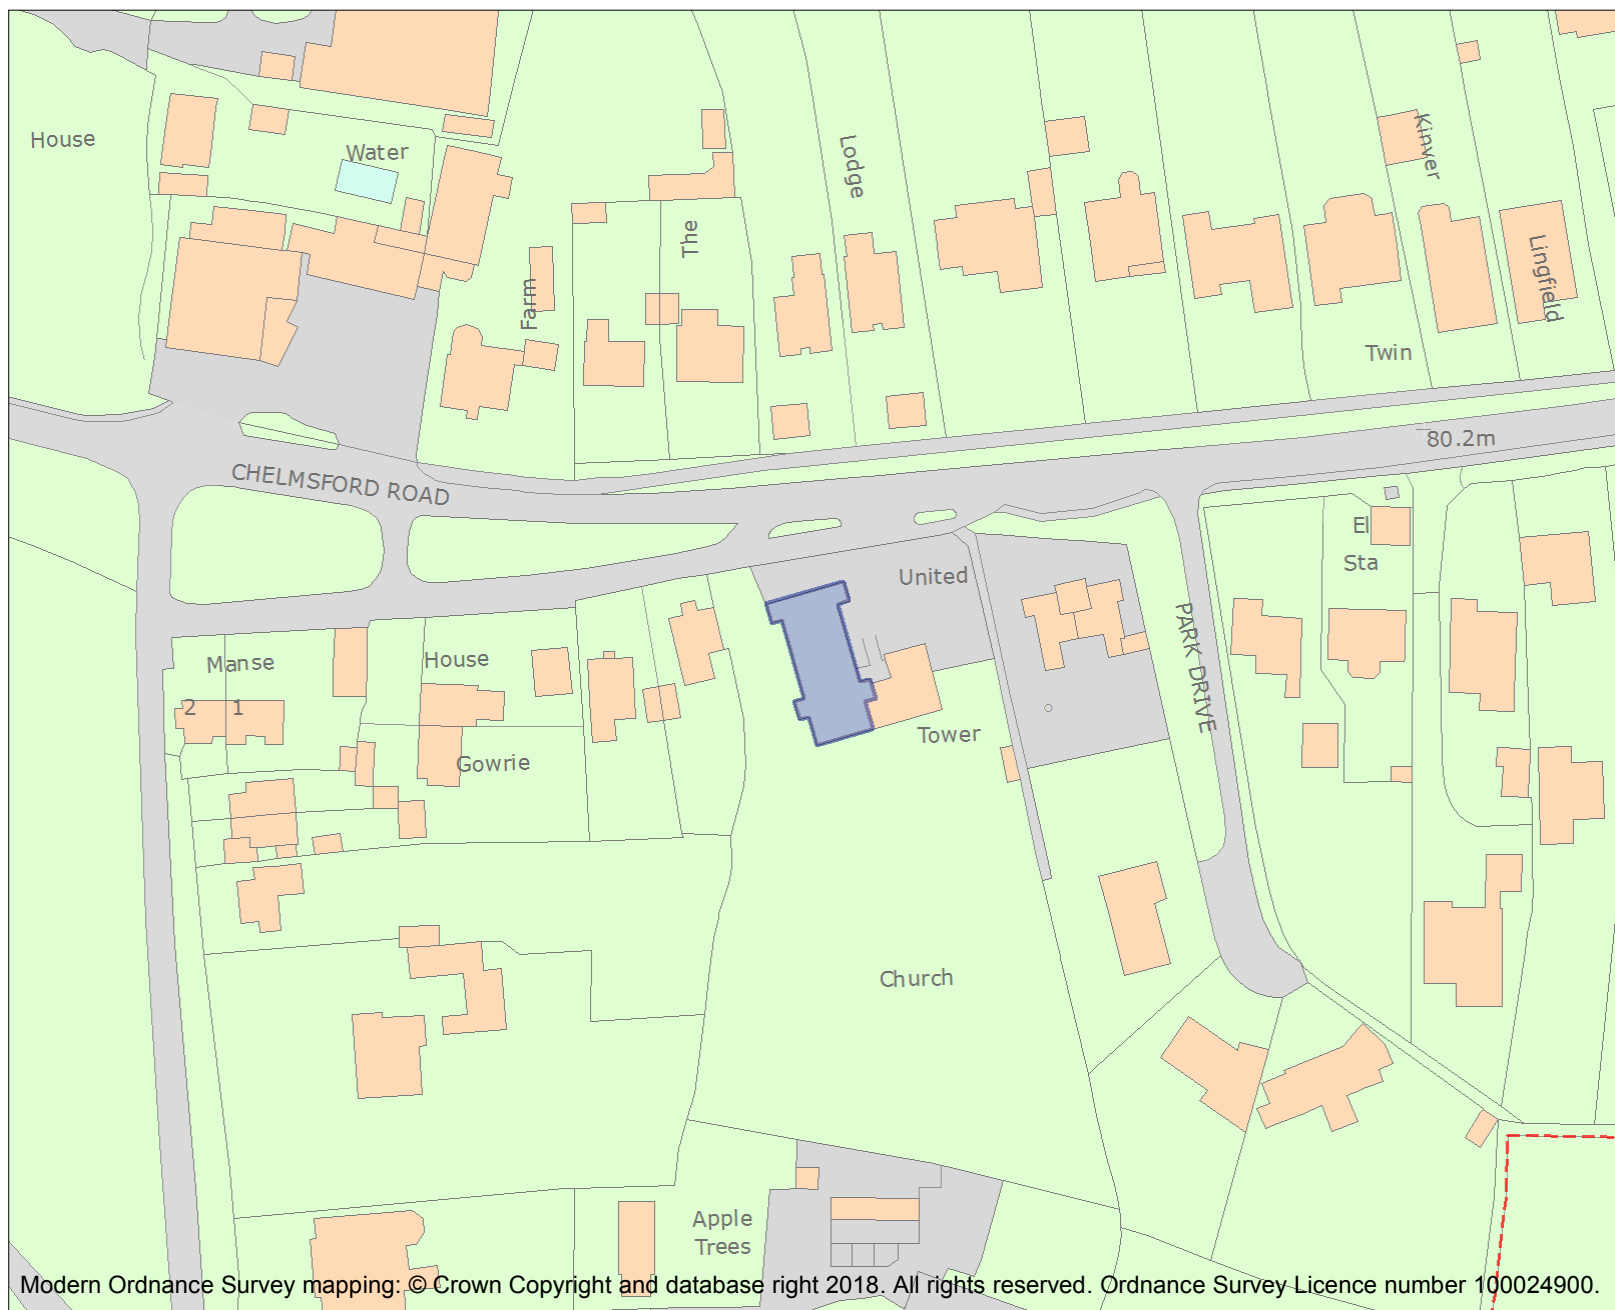 House
Water
Lodge
Kinver
The
Farm
Lingfield
Twin
80.2m
CHELMSFORD ROAD
El
Sta
United
PARK DRIVE
Manse
House
2 1
Tower
Gowrie
Church
Apple
Trees
Modern Ordnance Survey mapping: © Crown Copyright and database right 2018. All rights reserved. Ordnance Survey Licence number 100024900.